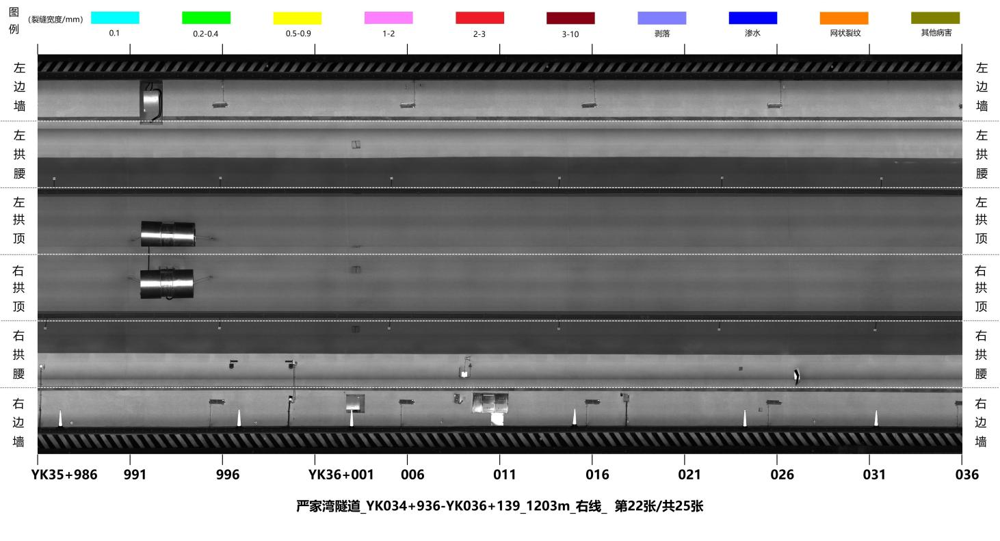 图例
(裂缝宽度/mm)
0.1
0.2-0.4
0.5-0.9
1-2
2-3
3-10
剥落
渗水
网状裂纹
其他病害
左边墙
左拱腰
左拱顶
右拱顶
右拱腰
右边墙
左边墙
左拱腰
左拱顶
右拱顶
右拱腰
右边墙
YK35+986 991 996 YK36+001 006 011 016 021 026 031 036
严家湾隧道_YK034+936-YK036+139_1203m_右线_ 第22张/共25张